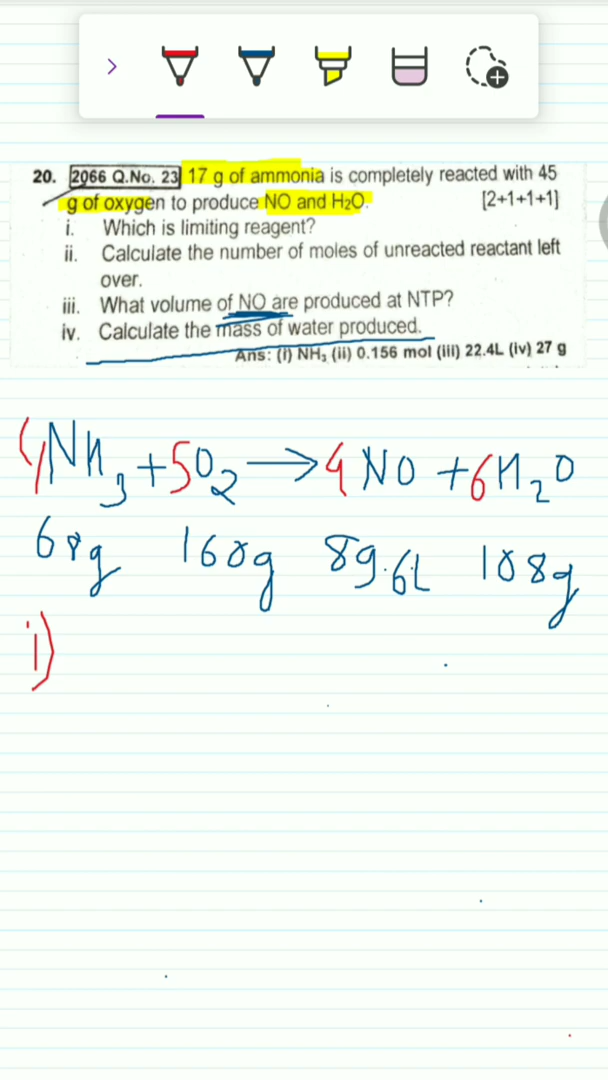 20. 2066 Q.No. 23 17 g of ammonia is completely reacted with 45
g of oxygen to produce NO and H₂O. [2+1+1+1]
i. Which is limiting reagent?
ii. Calculate the number of moles of unreacted reactant left
over.
iii. What volume of NO are produced at NTP?
iv. Calculate the mass of water produced.
Ans: (i) NH₃ (ii) 0.156 mol (iii) 22.4L (iv) 27 g
4NH₃+5O₂→4NO+6H₂O
68g 160g 89.6L 108g
i)